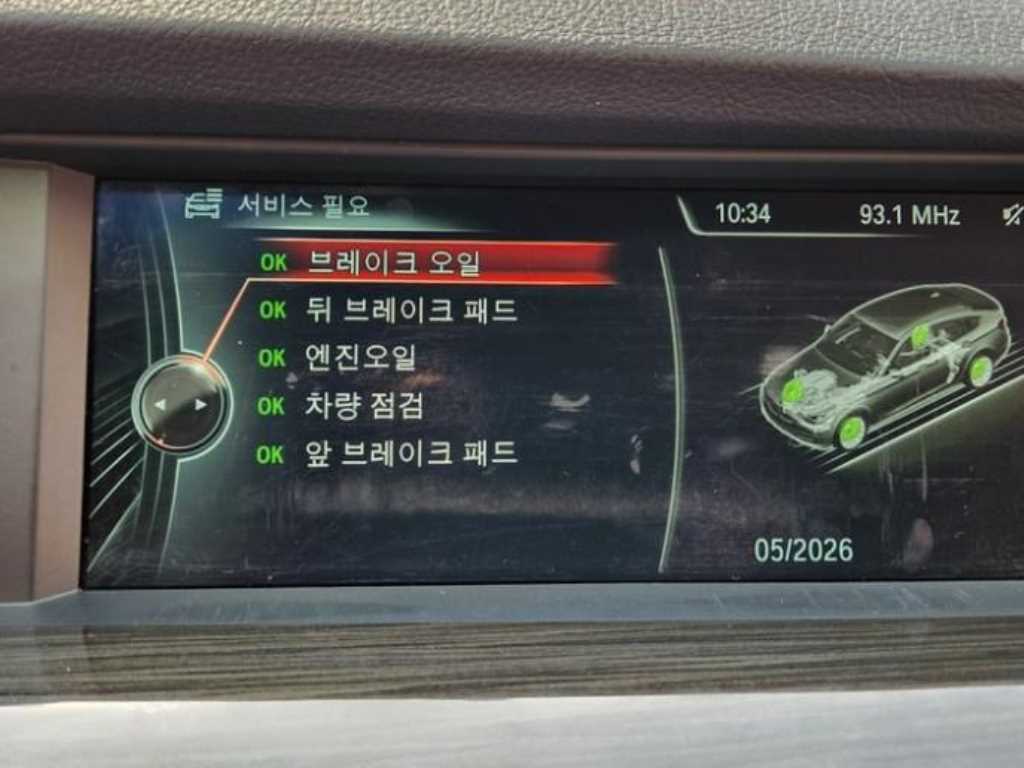 서비스 필요
10:34
93.1 MHz
OK 브레이크 오일
OK 뒤 브레이크 패드
OK 엔진오일
OK 차량 점검
OK 앞 브레이크 패드
05/2026